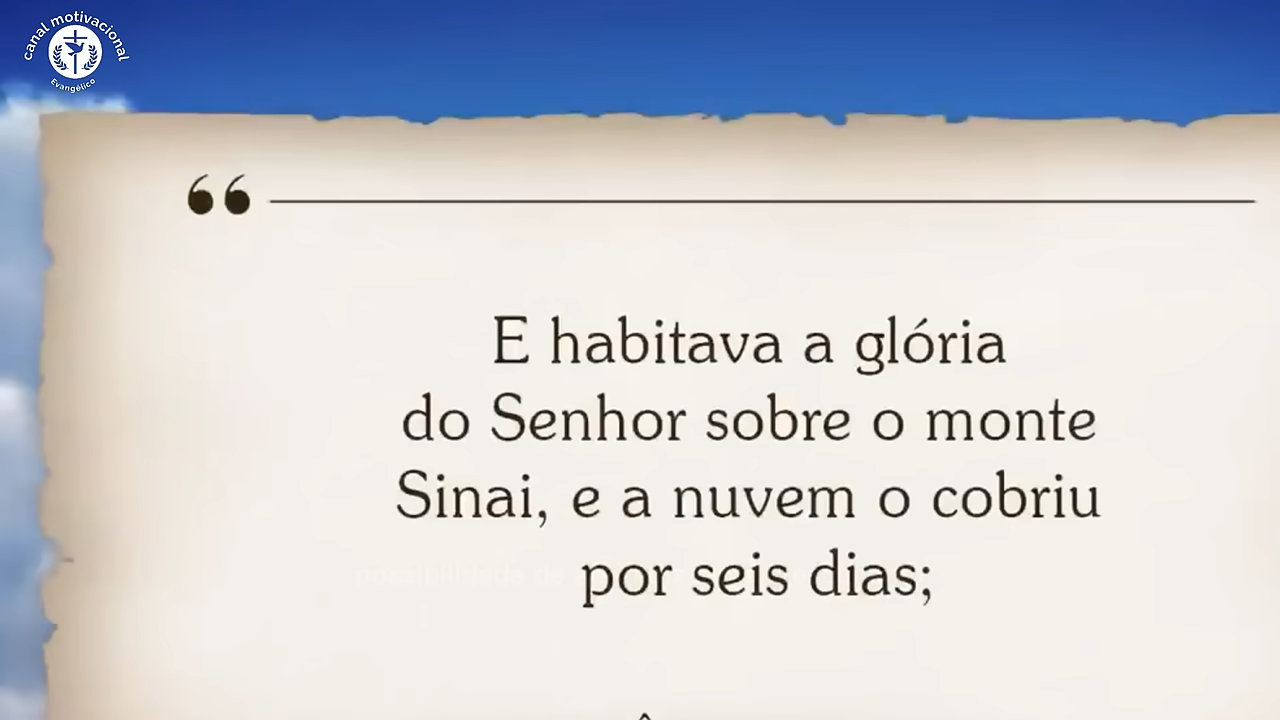 canal motivacional
Evangélico
“
E habitava a glória
do Senhor sobre o monte
Sinai, e a nuvem o cobriu
por seis dias;